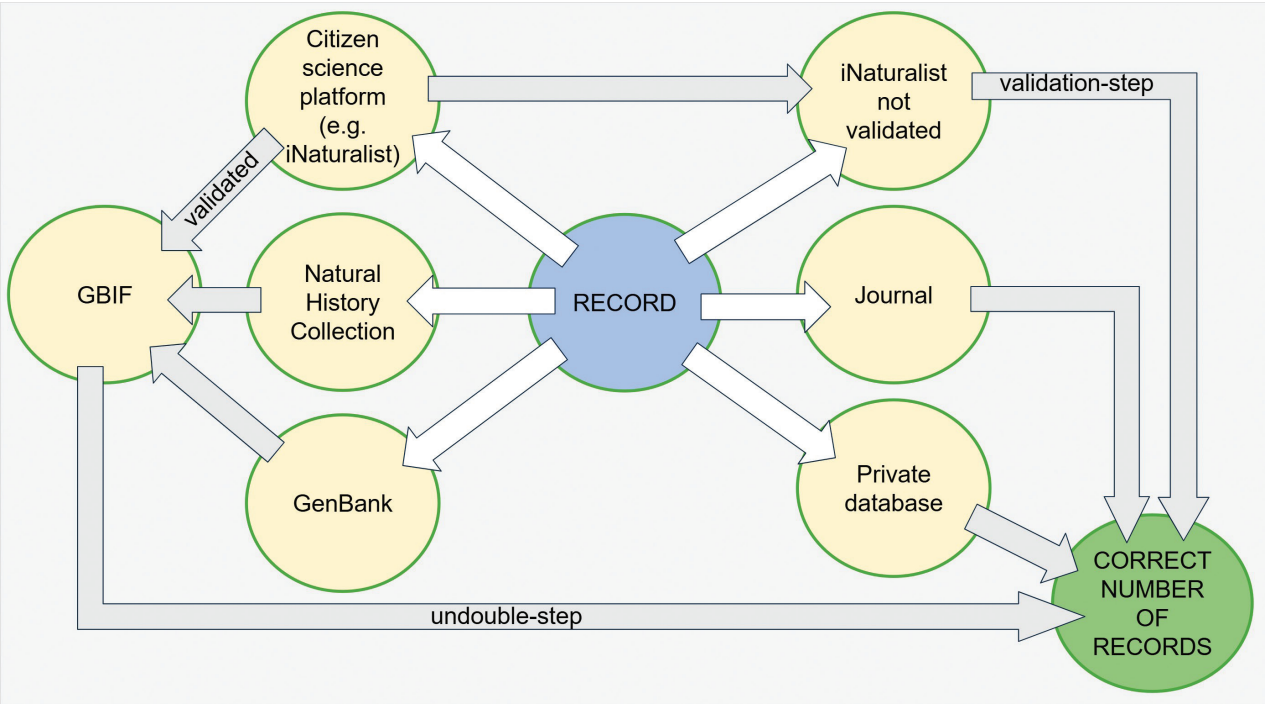 Citizen
science
platform
(e.g.
iNaturalist)
iNaturalist
not
validated
validation-step
validated
GBIF
Natural
History
Collection
RECORD
Journal
GenBank
Private
database
undouble-step
CORRECT
NUMBER
OF
RECORDS